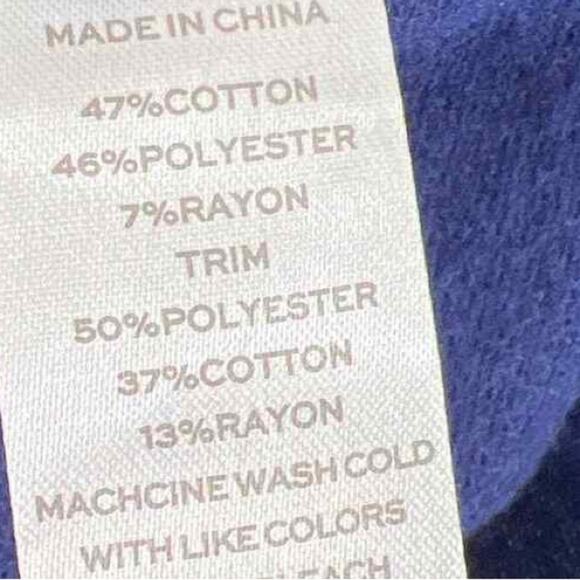 MADE IN CHINA
47%COTTON
46%POLYESTER
7%RAYON
TRIM
50%POLYESTER
37%COTTON
13%RAYON
MACHCINE WASH COLD
WITH LIKE COLORS